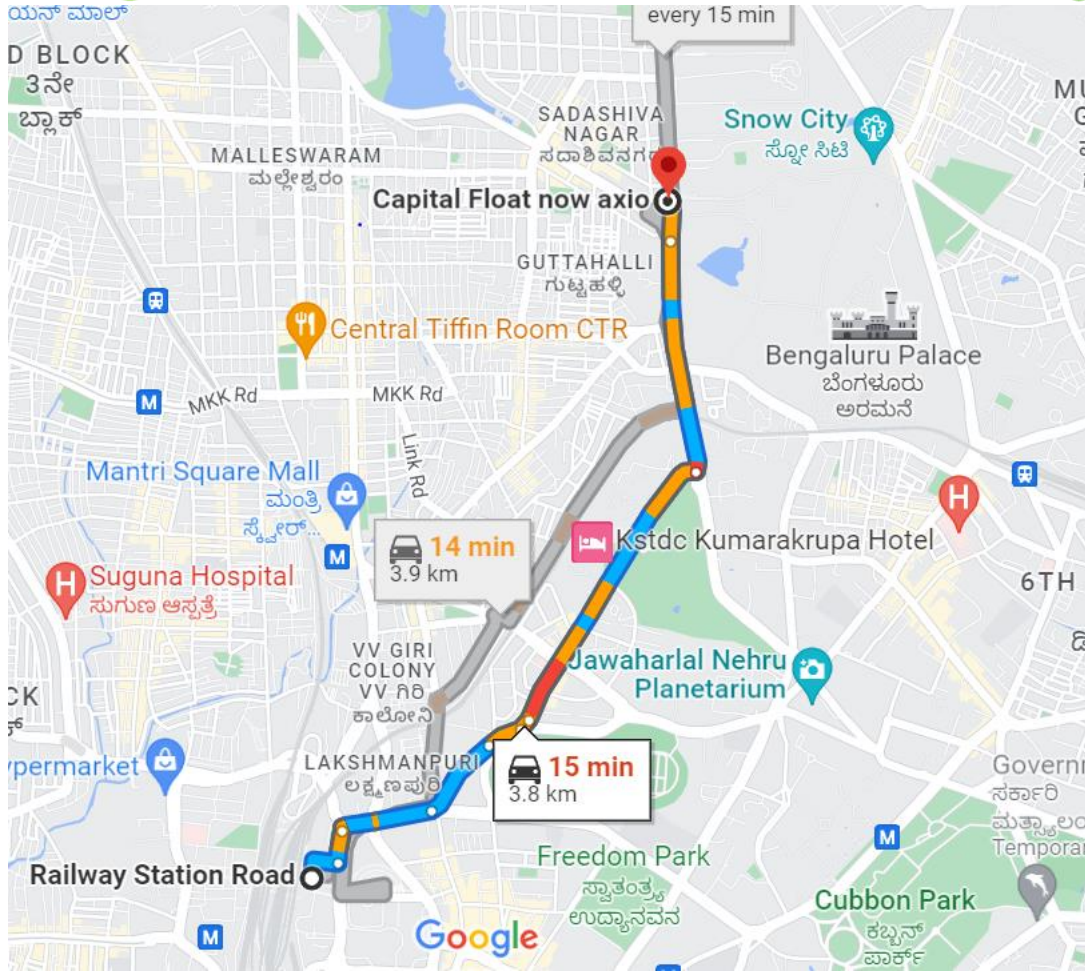 ಯನ್ ಮಾಲ್
every 15 min
D BLOCK
3ನೇ
ಬ್ಲಾಕ್
SADASHIVA
NAGAR
ಸದಾಶಿವನಗರ
Snow City
ಸ್ನೋ ಸಿಟಿ
MALLESWARAM
ಮಲ್ಲೇಶ್ವರಂ
Capital Float now axio
GUTTAHALLI
ಗುಟ್ಟಹಳ್ಳಿ
Central Tiffin Room CTR
Bengaluru Palace
ಬೆಂಗಳೂರು
ಅರಮನೆ
M
MKK Rd
MKK Rd
Link Rd
Mantri Square Mall
ಮಂತ್ರಿ
ಸ್ಕ್ವೇರ್...
M
H
14 min
3.9 km
Kstdc Kumarakrupa Hotel
H
Suguna Hospital
ಸುಗುಣ ಆಸ್ಪತ್ರೆ
6TH
VV GIRI
COLONY
ವಿವಿ ಗಿರಿ
ಕಾಲೋನಿ
Jawaharlal Nehru
Planetarium
CK
LAKSHMANPURI
ಲಕ್ಷ್ಮಣಪುರಿ
15 min
3.8 km
ypermarket
Governm
ಸರ್ಕಾರಿ
ಮತ್ಸ್ಯಾಲಂ
Temporar
M
Railway Station Road
Freedom Park
ಸ್ವಾತಂತ್ರ್ಯ
ಉದ್ಯಾನವನ
Cubbon Park
ಕಬ್ಬನ್
ಪಾರ್ಕ್
M
Google